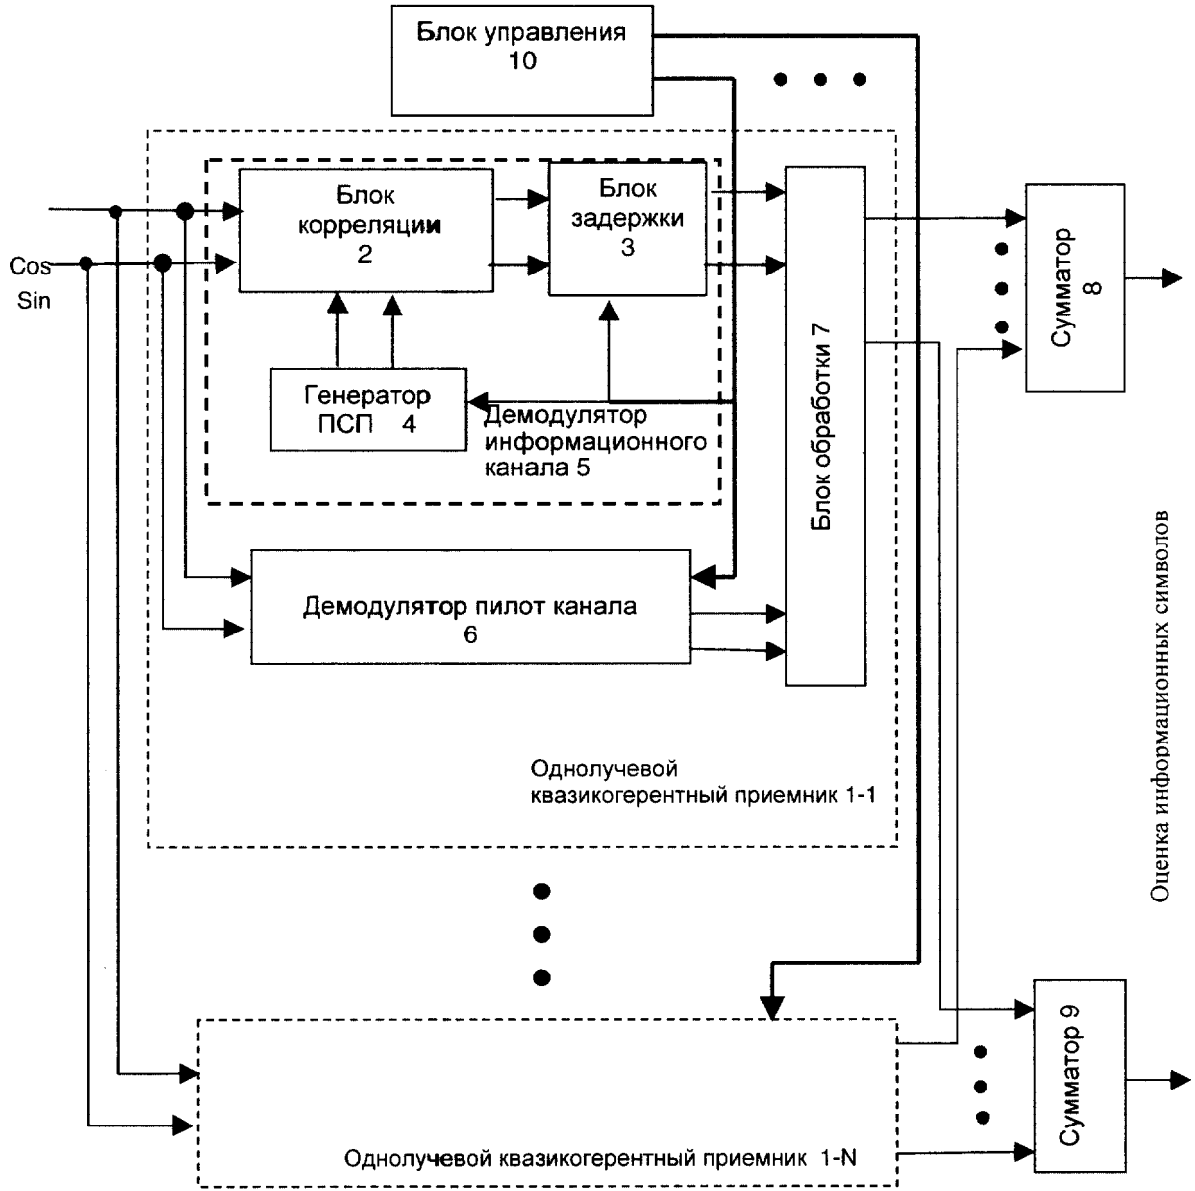 Блок управления
10
Блок
корреляции
2
Блок
задержки
3
Cos
Sin
Генератор
ПСП 4
Демодулятор
информационного
канала 5
Блок обработки 7
Сумматор
8
Демодулятор пилот канала
6
Однолучевой
квазикогерентный приемник 1-1
Оценка информационных символов
Сумматор 9
Однолучевой квазикогерентный приемник 1-N